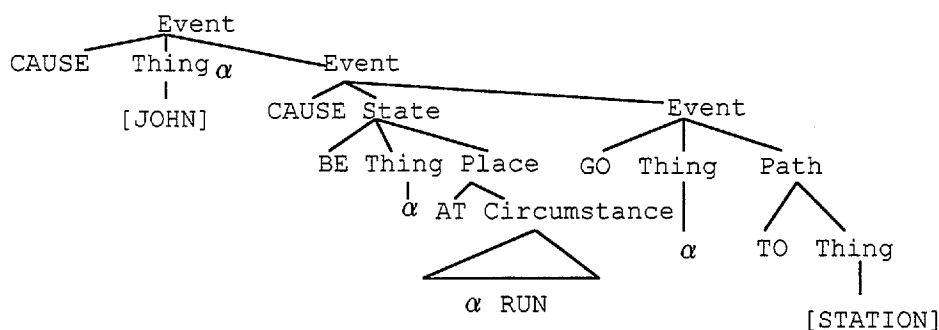 Event
CAUSE Thing α Event
[JOHN] CAUSE State Event
BE Thing Place GO Thing Path
α AT Circumstance α TO Thing
α RUN [STATION]